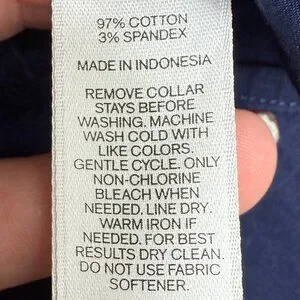 97% COTTON
3% SPANDEX
MADE IN INDONESIA
REMOVE COLLAR
STAYS BEFORE
WASHING. MACHINE
WASH COLD WITH
LIKE COLORS.
GENTLE CYCLE. ONLY
NON-CHLORINE
BLEACH WHEN
NEEDED. LINE DRY.
WARM IRON IF
NEEDED. FOR BEST
RESULTS DRY CLEAN.
DO NOT USE FABRIC
SOFTENER.